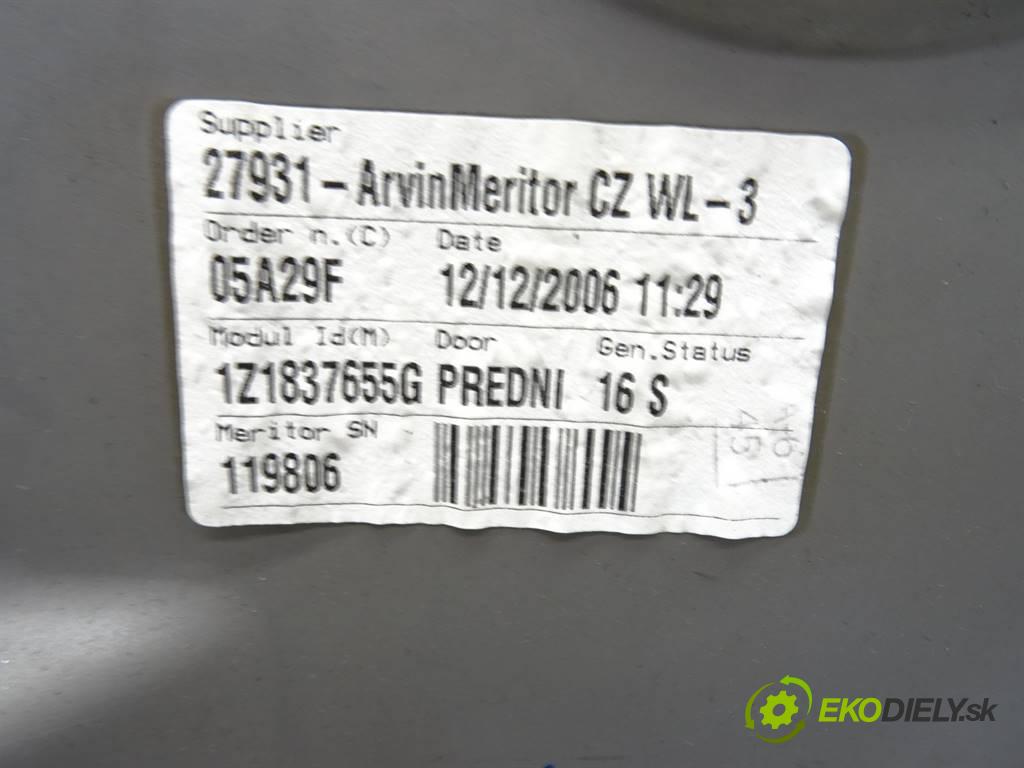 Supplier
27931 - ArvinMeritor CZ WL - 3
Order n.(C) Date
05A29F 12/12/2006 11:29
Modul Id(M) Door Gen.Status
1Z1837655G PREDNI 16 S
Meritor SN
119806
45
EKODIELY.sk